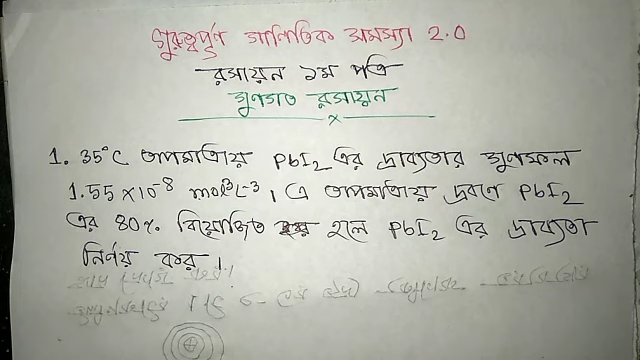 গুরুত্বপূর্ণ গাণিতিক সমস্যা 2.0
রসায়ন ১ম পত্র
গুণগত রসায়ন
x
1. 35°C তাপমাত্রায় PbI₂ এর দ্রাব্যতার গুণফল
1.55 ×10⁻⁸ mol³L⁻³, এ তাপমাত্রায় দ্রবণে PbI₂
এর 80% বিয়োজিত হলে PbI₂ এর দ্রাব্যতা
নির্ণয় কর।